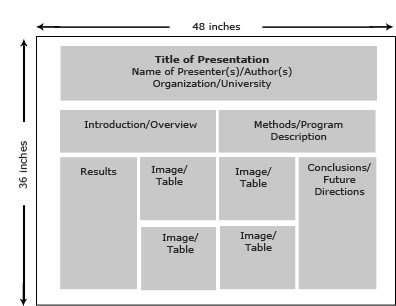 48 inches
36 inches
Title of Presentation
Name of Presenter(s)/Author(s)
Organization/University
Introduction/Overview
Methods/Program
Description
Results
Image/
Table
Image/
Table
Conclusions/
Future
Directions
Image/
Table
Image/
Table